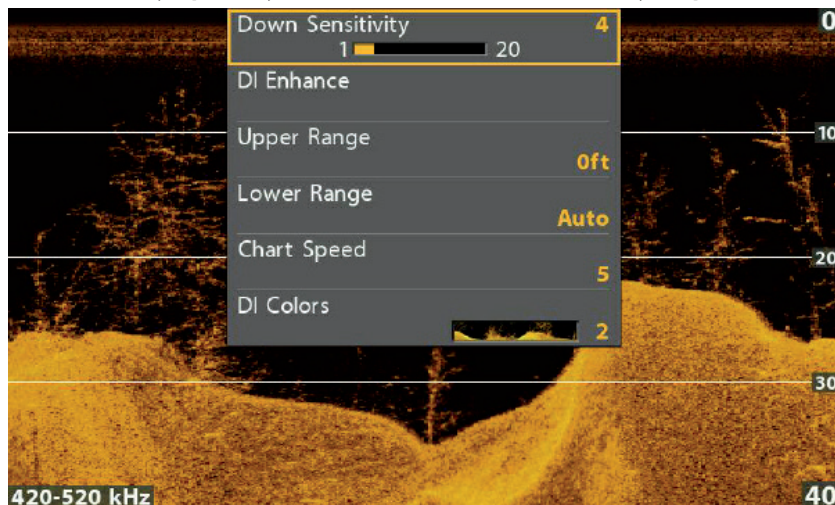 Down Sensitivity 4
1 20
DI Enhance
Upper Range
0ft
Lower Range
Auto
Chart Speed
5
DI Colors
2
0
10
20
30
40
420-520 kHz